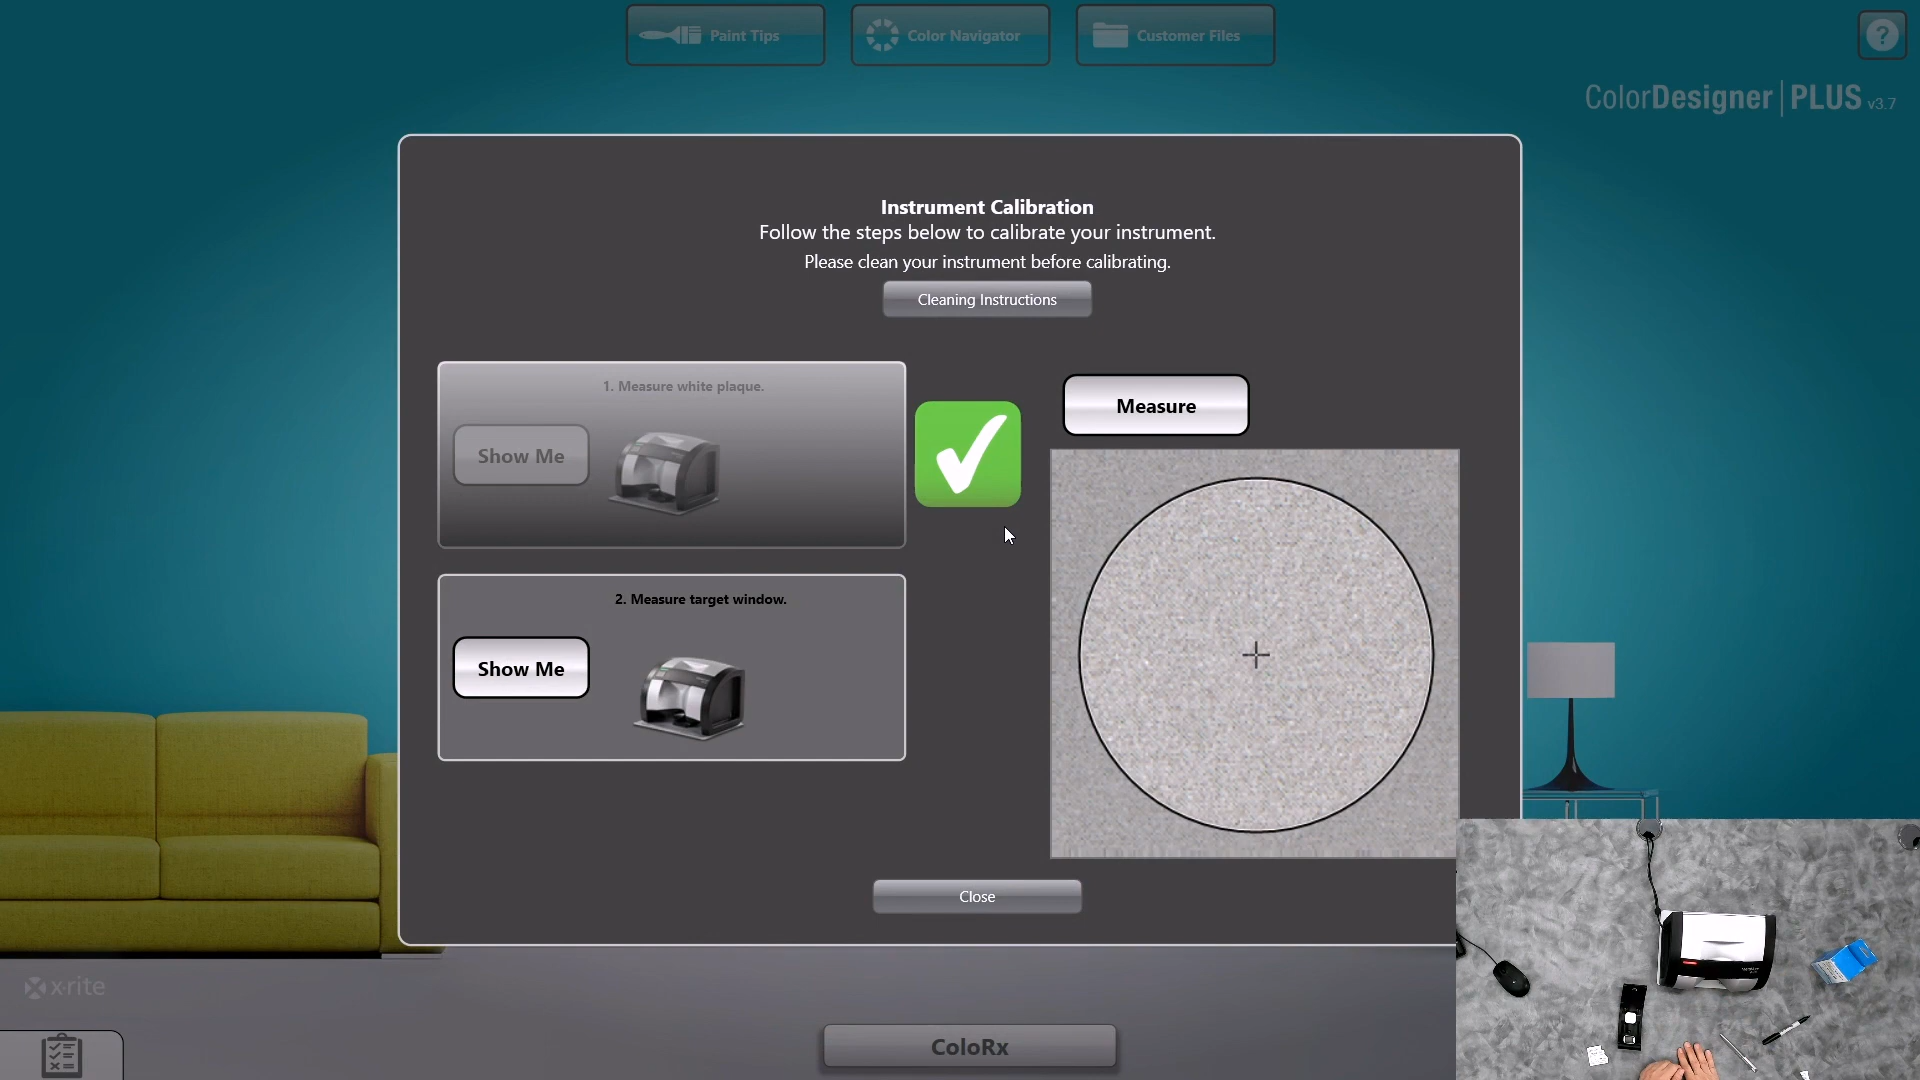 Paint Tips
Color Navigator
Customer Files
?
ColorDesigner|PLUS v3.7
Instrument Calibration
Follow the steps below to calibrate your instrument.
Please clean your instrument before calibrating.
Cleaning Instructions
1. Measure white plaque.
Show Me
Measure
2. Measure target window.
Show Me
Close
x·rite
ColoRx